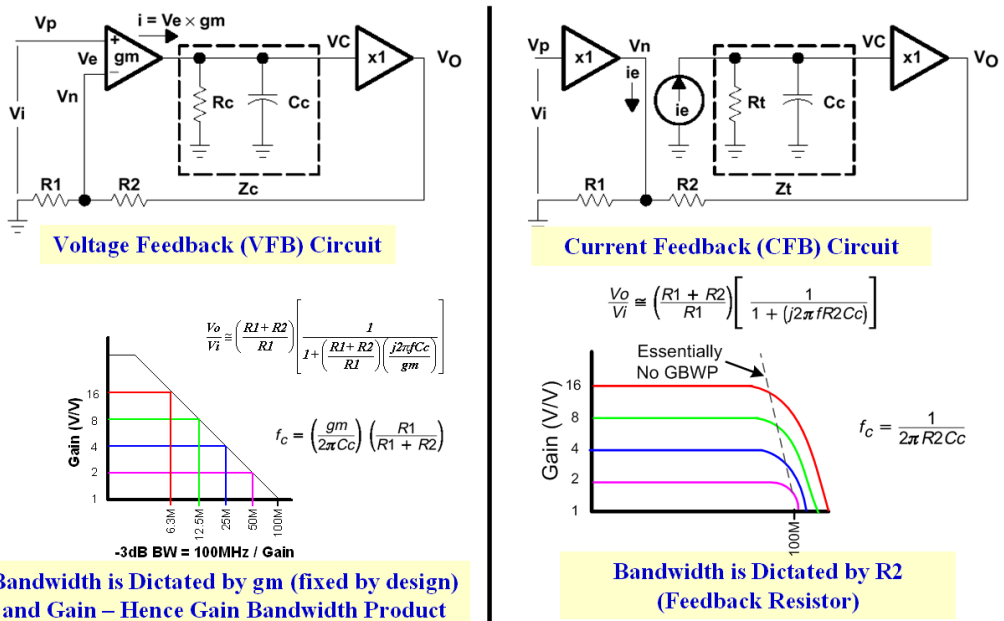 Vp
i = Ve × gm
+
gm
Ve
–
Vn
Vi
Rc
Cc
VC
x1
VO
R1
R2
Zc
Voltage Feedback (VFB) Circuit
Vo/Vi ≅ ((R1 + R2)/R1) [1/(1 + ((R1 + R2)/R1)(j2πfCc/gm))]
Gain (V/V)
16
8
4
2
1
6.3M
12.5M
25M
50M
100M
fc = (gm/2πCc) (R1/(R1 + R2))
-3dB BW = 100MHz / Gain
Bandwidth is Dictated by gm (fixed by design)
and Gain – Hence Gain Bandwidth Product
Vp
x1
Vn
ie
Vi
ie
Rt
Cc
VC
x1
VO
R1
R2
Zt
Current Feedback (CFB) Circuit
Vo/Vi ≅ ((R1 + R2)/R1) [1/(1 + (j2πfR2Cc))]
Essentially
No GBWP
Gain (V/V)
16
8
4
2
1
100M
fc = 1/(2πR2Cc)
Bandwidth is Dictated by R2
(Feedback Resistor)